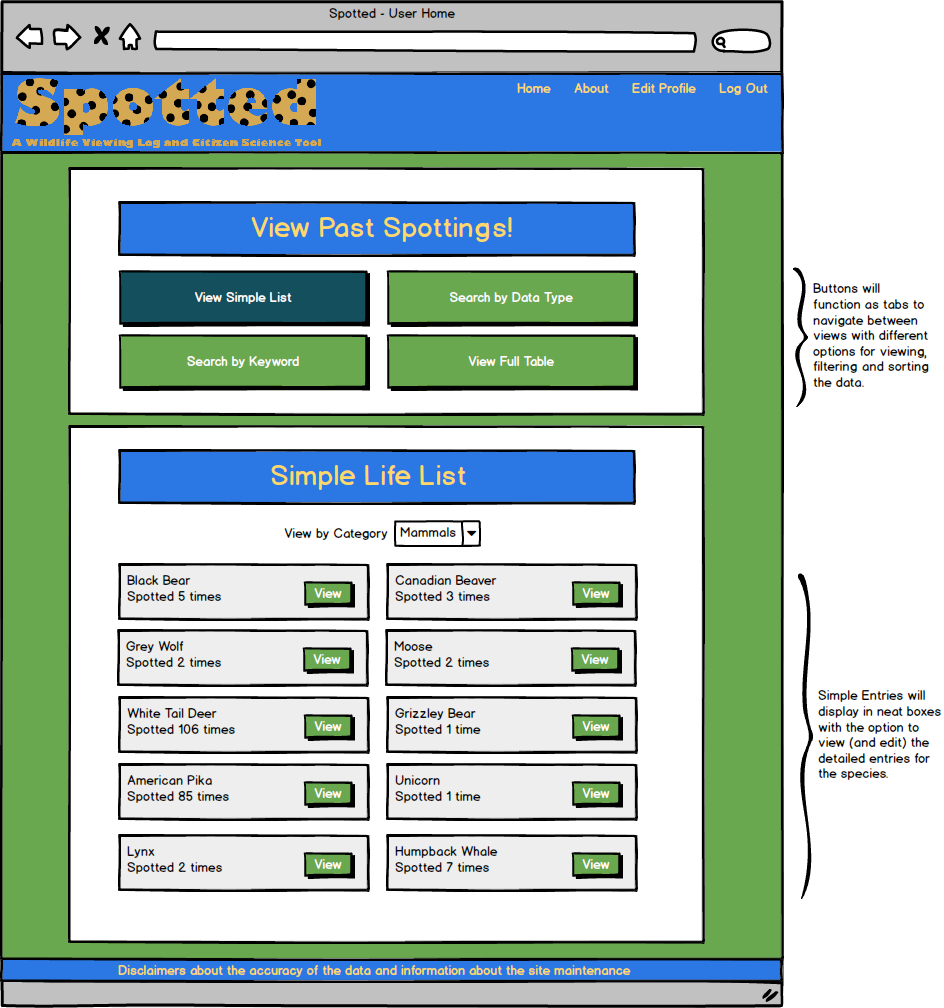 Spotted - User Home
Spotted
A Wildlife Viewing Log and Citizen Science Tool
Home About Edit Profile Log Out
View Past Spottings!
View Simple List
Search by Data Type
Search by Keyword
View Full Table
Buttons will
function as tabs to
navigate between
views with different
options for viewing,
filtering and sorting
the data.
Simple Life List
View by Category Mammals
Black Bear
Spotted 5 times
View
Canadian Beaver
Spotted 3 times
View
Grey Wolf
Spotted 2 times
View
Moose
Spotted 2 times
View
White Tail Deer
Spotted 106 times
View
Grizzley Bear
Spotted 1 time
View
American Pika
Spotted 85 times
View
Unicorn
Spotted 1 time
View
Lynx
Spotted 2 times
View
Humpback Whale
Spotted 7 times
View
Simple Entries will
display in neat boxes
with the option to
view (and edit) the
detailed entries for
the species.
Disclaimers about the accuracy of the data and information about the site maintenance